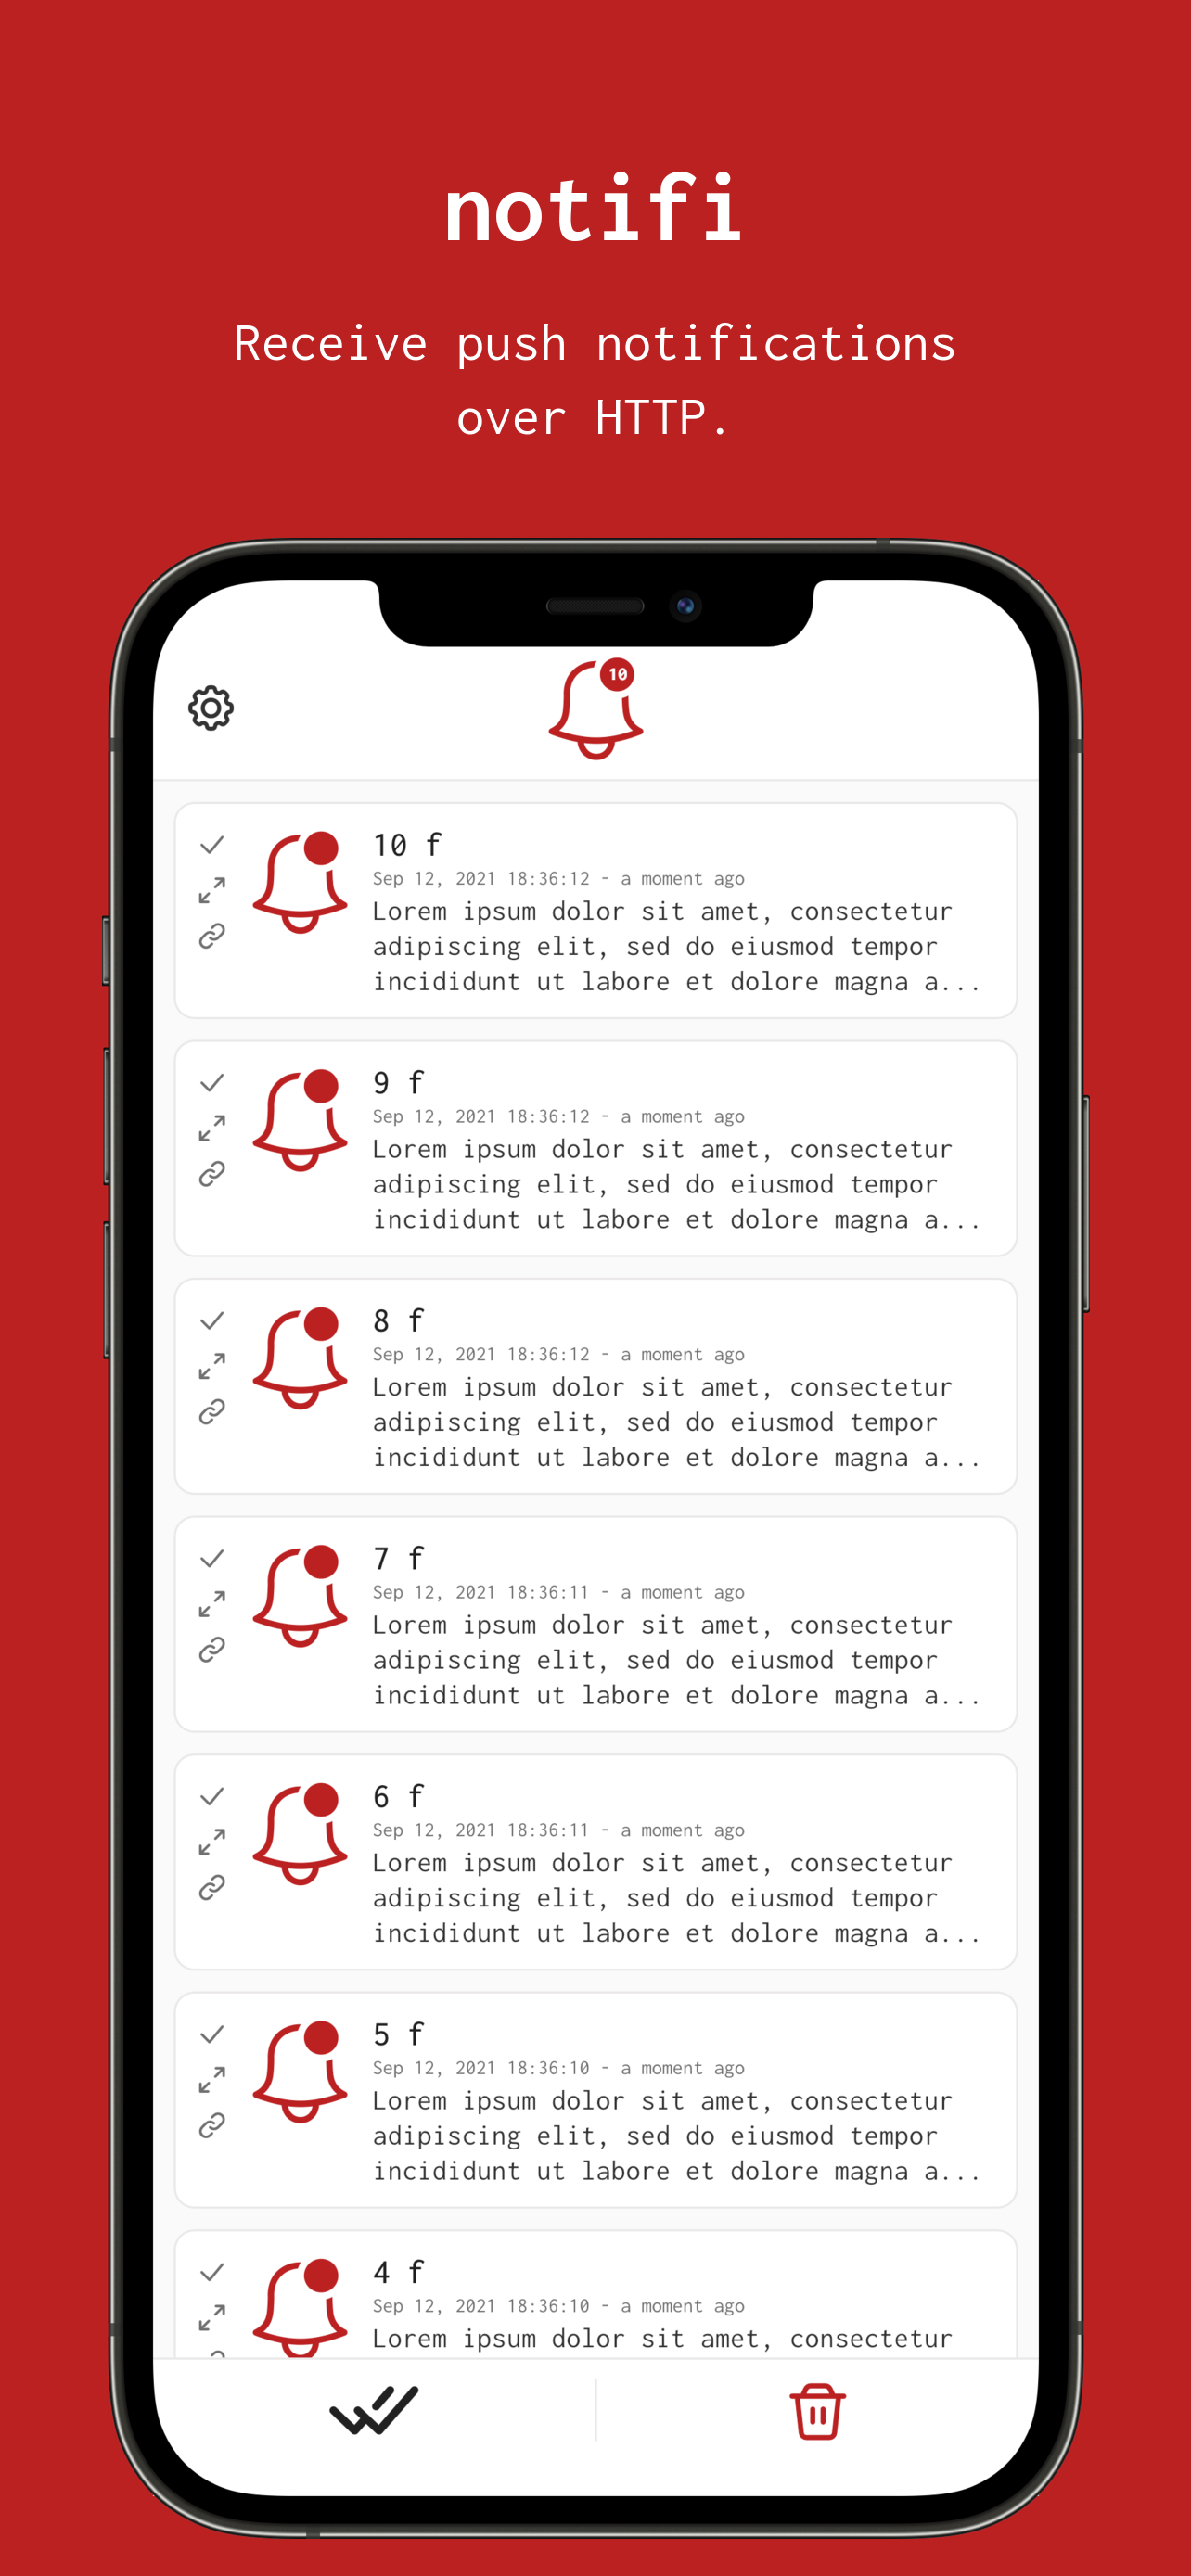 notifi
Receive push notifications
over HTTP.
10
10 f
Sep 12, 2021 18:36:12 - a moment ago
Lorem ipsum dolor sit amet, consectetur
adipiscing elit, sed do eiusmod tempor
incididunt ut labore et dolore magna a...
9 f
Sep 12, 2021 18:36:12 - a moment ago
Lorem ipsum dolor sit amet, consectetur
adipiscing elit, sed do eiusmod tempor
incididunt ut labore et dolore magna a...
8 f
Sep 12, 2021 18:36:12 - a moment ago
Lorem ipsum dolor sit amet, consectetur
adipiscing elit, sed do eiusmod tempor
incididunt ut labore et dolore magna a...
7 f
Sep 12, 2021 18:36:11 - a moment ago
Lorem ipsum dolor sit amet, consectetur
adipiscing elit, sed do eiusmod tempor
incididunt ut labore et dolore magna a...
6 f
Sep 12, 2021 18:36:11 - a moment ago
Lorem ipsum dolor sit amet, consectetur
adipiscing elit, sed do eiusmod tempor
incididunt ut labore et dolore magna a...
5 f
Sep 12, 2021 18:36:10 - a moment ago
Lorem ipsum dolor sit amet, consectetur
adipiscing elit, sed do eiusmod tempor
incididunt ut labore et dolore magna a...
4 f
Sep 12, 2021 18:36:10 - a moment ago
Lorem ipsum dolor sit amet, consectetur